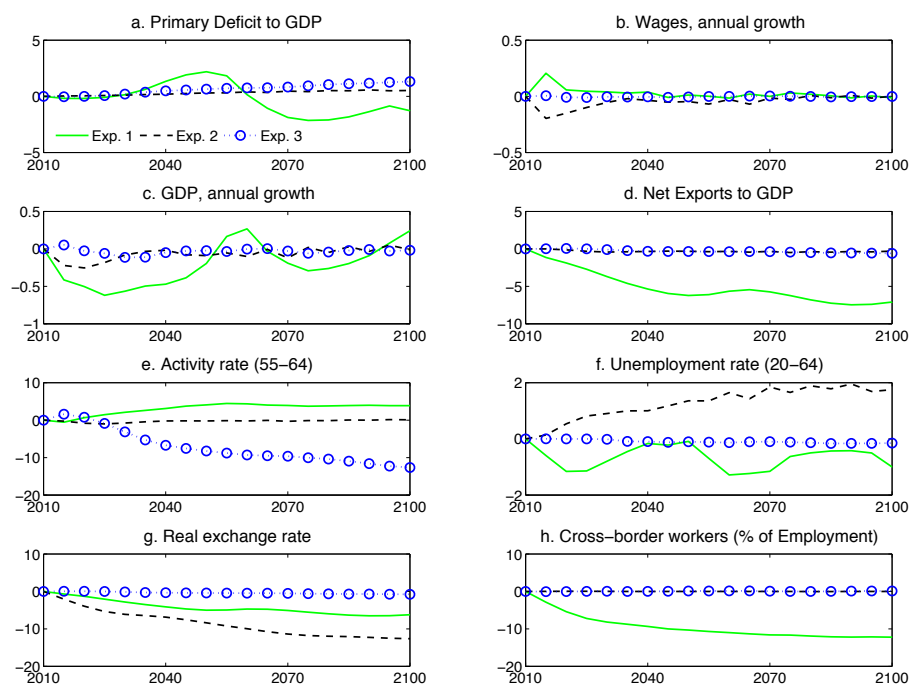 a. Primary Deficit to GDP
5
0
−5
2010 2040 2070 2100
Exp. 1 Exp. 2 Exp. 3
b. Wages, annual growth
0.5
0
−0.5
2010 2040 2070 2100
c. GDP, annual growth
0.5
0
−0.5
−1
2010 2040 2070 2100
d. Net Exports to GDP
5
0
−5
−10
2010 2040 2070 2100
e. Activity rate (55−64)
10
0
−10
−20
2010 2040 2070 2100
f. Unemployment rate (20−64)
2
0
−2
2010 2040 2070 2100
g. Real exchange rate
10
0
−10
−20
2010 2040 2070 2100
h. Cross−border workers (% of Employment)
10
0
−10
−20
2010 2040 2070 2100